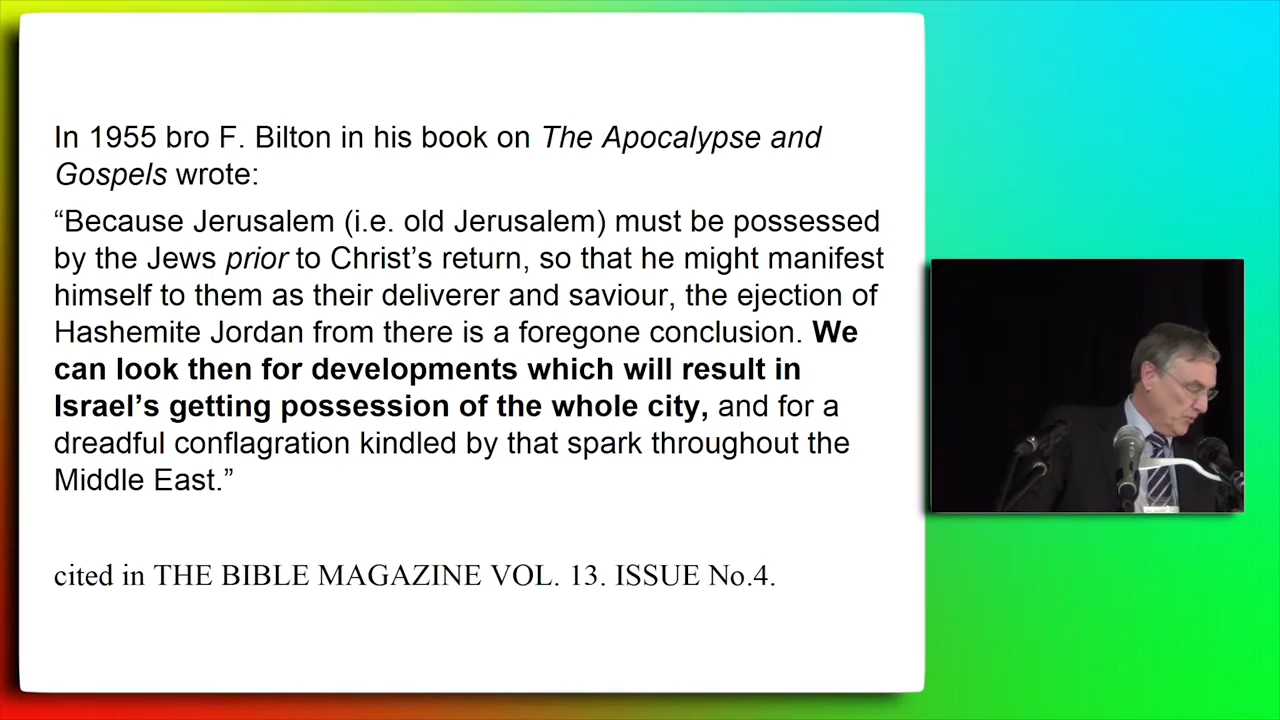 In 1955 bro F. Bilton in his book on The Apocalypse and
Gospels wrote:
“Because Jerusalem (i.e. old Jerusalem) must be possessed
by the Jews prior to Christ’s return, so that he might manifest
himself to them as their deliverer and saviour, the ejection of
Hashemite Jordan from there is a foregone conclusion. We
can look then for developments which will result in
Israel’s getting possession of the whole city, and for a
dreadful conflagration kindled by that spark throughout the
Middle East.”
cited in THE BIBLE MAGAZINE VOL. 13. ISSUE No.4.